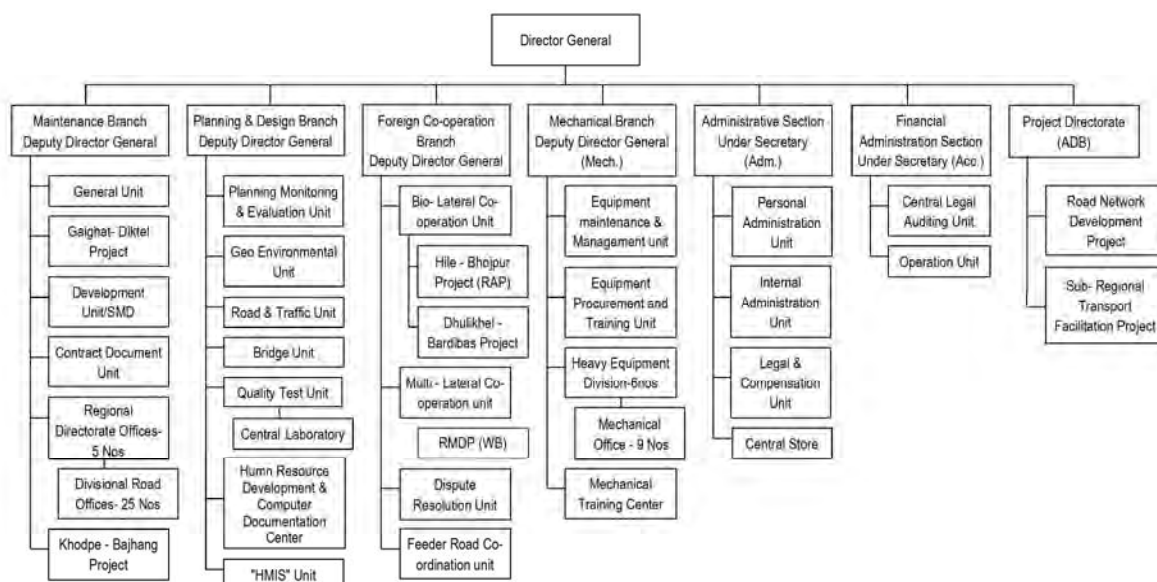 Director General
Maintenance Branch
Deputy Director General
General Unit
Gaighat- Diktel
Project
Development
Unit/SMD
Contract Document
Unit
Regional
Directorate Offices-
5 Nos
Divisional Road
Offices- 25 Nos
Khodpe - Bajhang
Project
Planning & Design Branch
Deputy Director General
Planning Monitoring
& Evaluation Unit
Geo Environmental
Unit
Road & Traffic Unit
Bridge Unit
Quality Test Unit
Central Laboratory
Humn Resource
Development &
Computer
Documentation
Center
"HMIS" Unit
Foreign Co-operation
Branch
Deputy Director General
Bio- Lateral Co-
operation Unit
Hile - Bhojpur
Project (RAP)
Dhulikhel -
Bardibas Project
Multi - Lateral Co-
operation unit
RMDP (WB)
Dispute
Resolution Unit
Feeder Road Co-
ordination unit
Mechanical Branch
Deputy Director General
(Mech.)
Equipment
maintenance &
Management unit
Equipment
Procurement and
Training Unit
Heavy Equipment
Division-6nos
Mechanical
Office - 9 Nos
Mechanical
Training Center
Administrative Section
Under Secretary
(Adm.)
Personal
Administration
Unit
Internal
Administration
Unit
Legal &
Compensation
Unit
Central Store
Financial
Administration Section
Under Secretary (Acc.)
Central Legal
Auditing Unit
Operation Unit
Project Directorate
(ADB)
Road Network
Development
Project
Sub- Regional
Transport
Facilitation Project